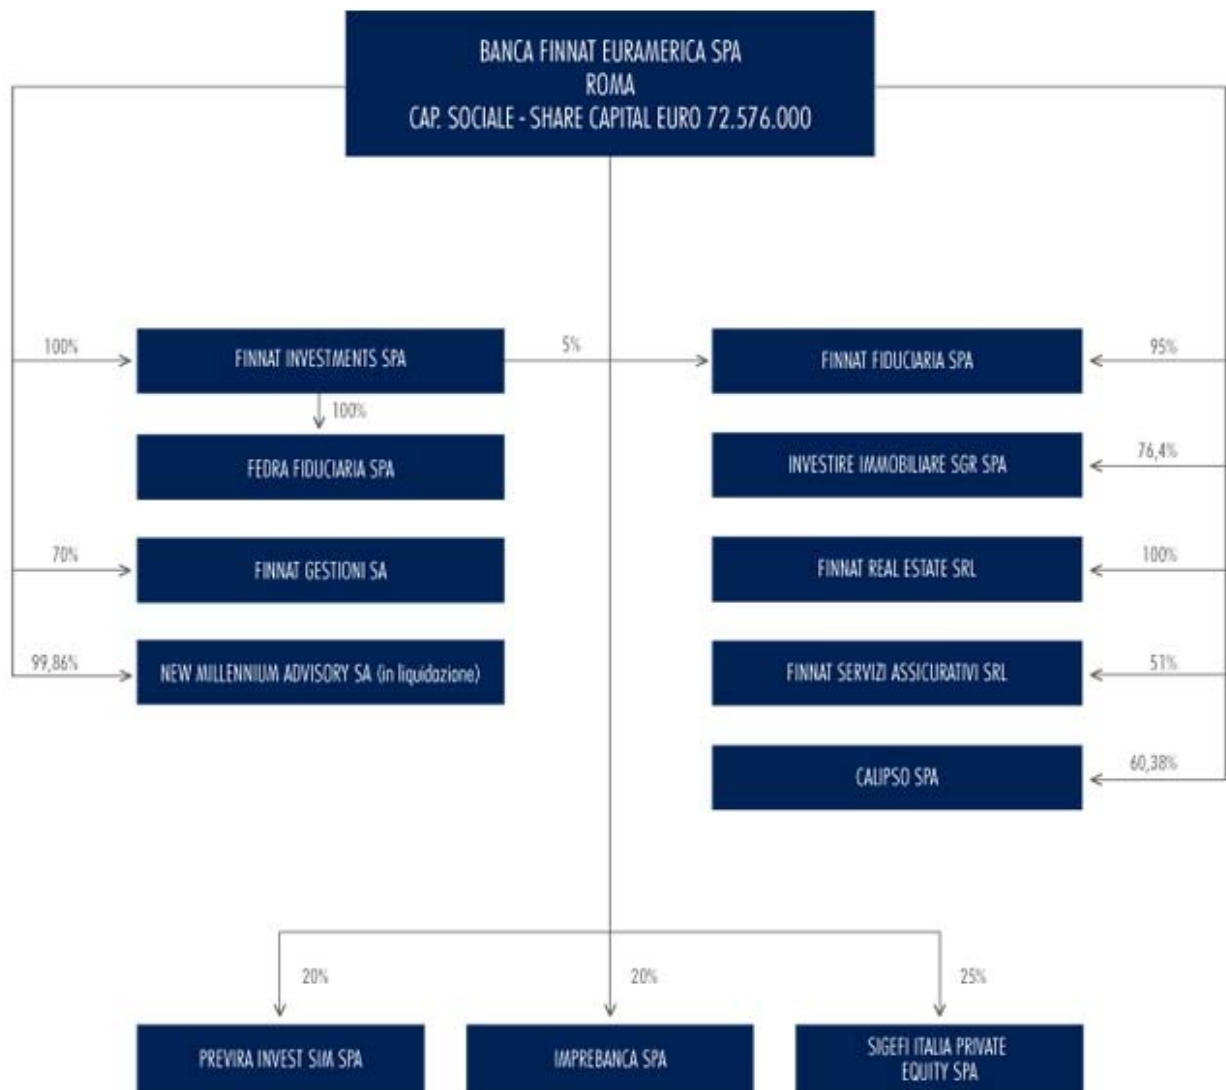 BANCA FINNAT EURAMERICA SPA
ROMA
CAP. SOCIALE - SHARE CAPITAL EURO 72.576.000
100%
FINNAT INVESTMENTS SPA
5%
FINNAT FIDUCIARIA SPA
95%
100%
FEDRA FIDUCIARIA SPA
INVESTIRE IMMOBILIARE SGR SPA
76,4%
70%
FINNAT GESTIONI SA
FINNAT REAL ESTATE SRL
100%
99,86%
NEW MILLENNIUM ADVISORY SA (in liquidazione)
FINNAT SERVIZI ASSICURATIVI SRL
51%
CALIPSO SPA
60,38%
20%
20%
25%
PREVIRA INVEST SIM SPA
IMPREBANCA SPA
SIGEFI ITALIA PRIVATE
EQUITY SPA